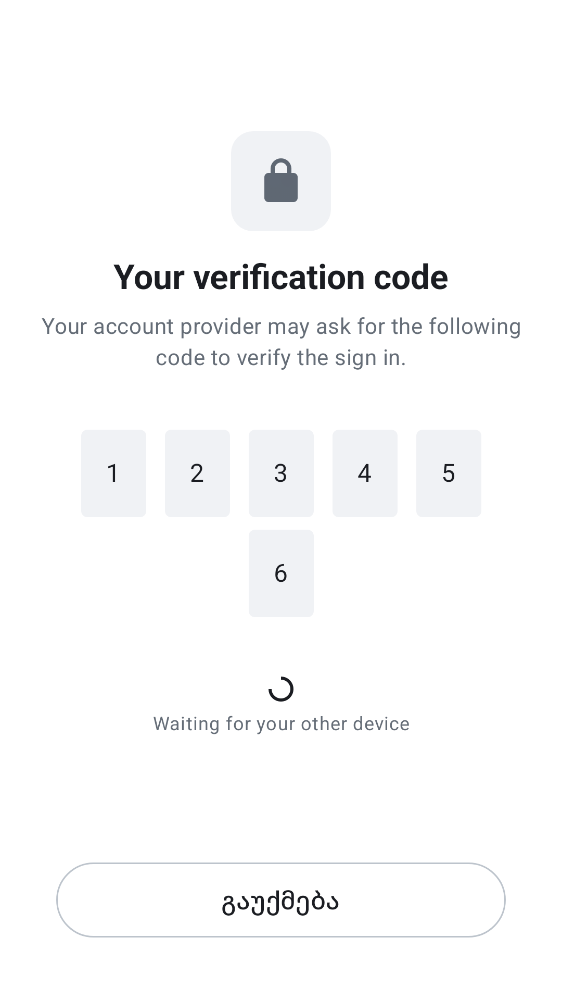 Your verification code
Your account provider may ask for the following
code to verify the sign in.
1 2 3 4 5
6
Waiting for your other device
გაუქმება